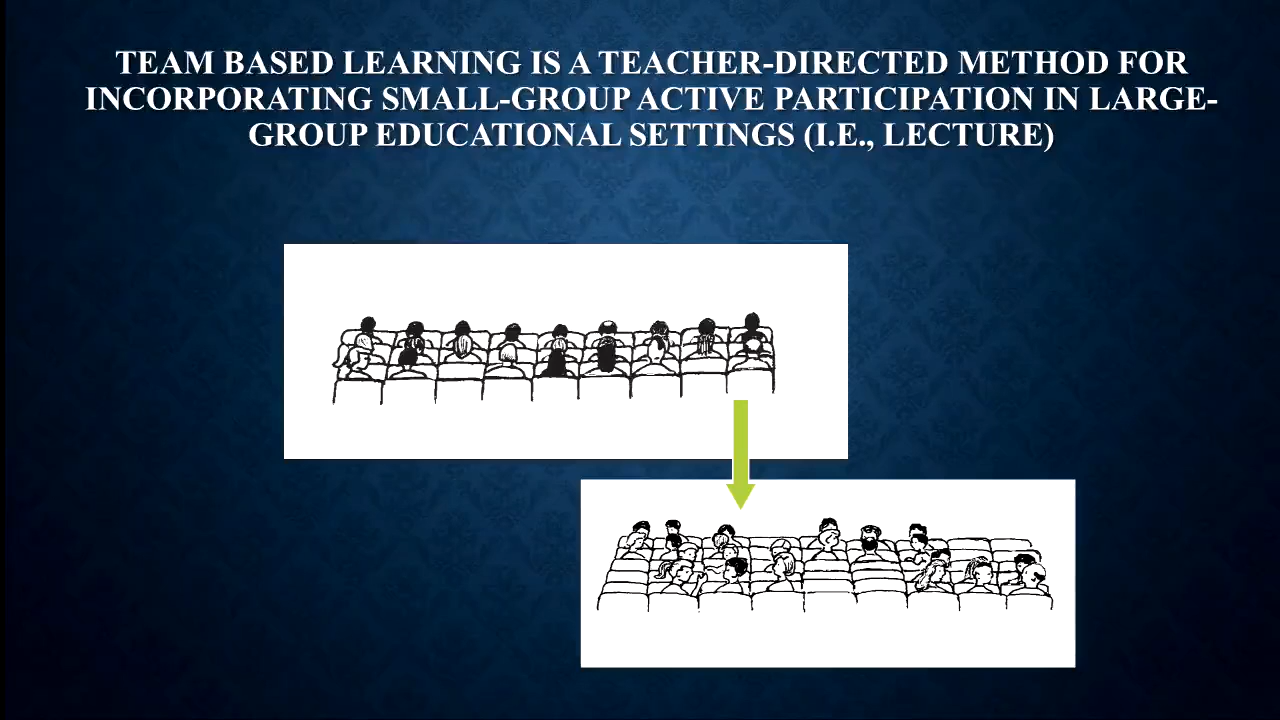 TEAM BASED LEARNING IS A TEACHER-DIRECTED METHOD FOR
INCORPORATING SMALL-GROUP ACTIVE PARTICIPATION IN LARGE-
GROUP EDUCATIONAL SETTINGS (I.E., LECTURE)